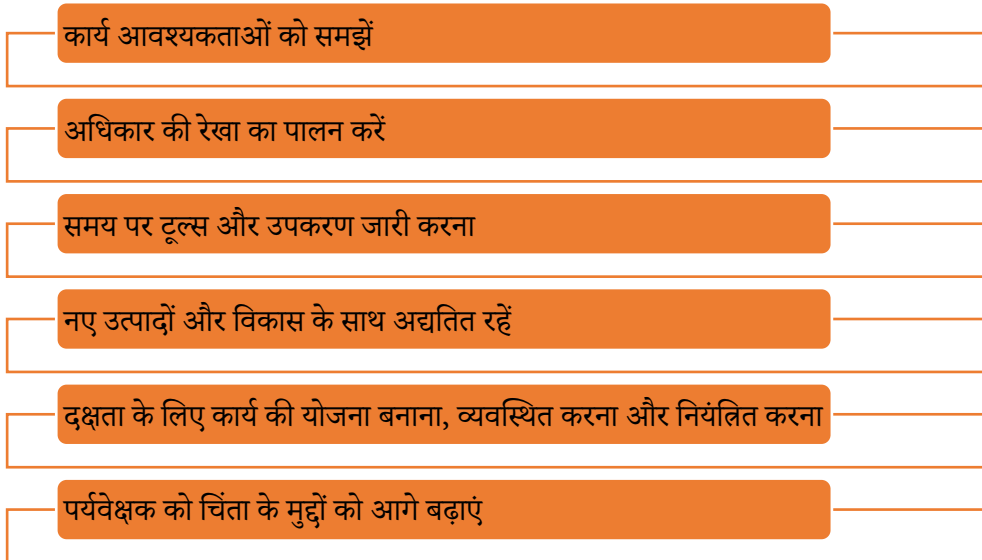 कार्य आवश्यकताओं को समझें
अधिकार की रेखा का पालन करें
समय पर टूल्स और उपकरण जारी करना
नए उत्पादों और विकास के साथ अद्यतित रहें
दक्षता के लिए कार्य की योजना बनाना, व्यवस्थित करना और नियंत्रित करना
पर्यवेक्षक को चिंता के मुद्दों को आगे बढ़ाएं